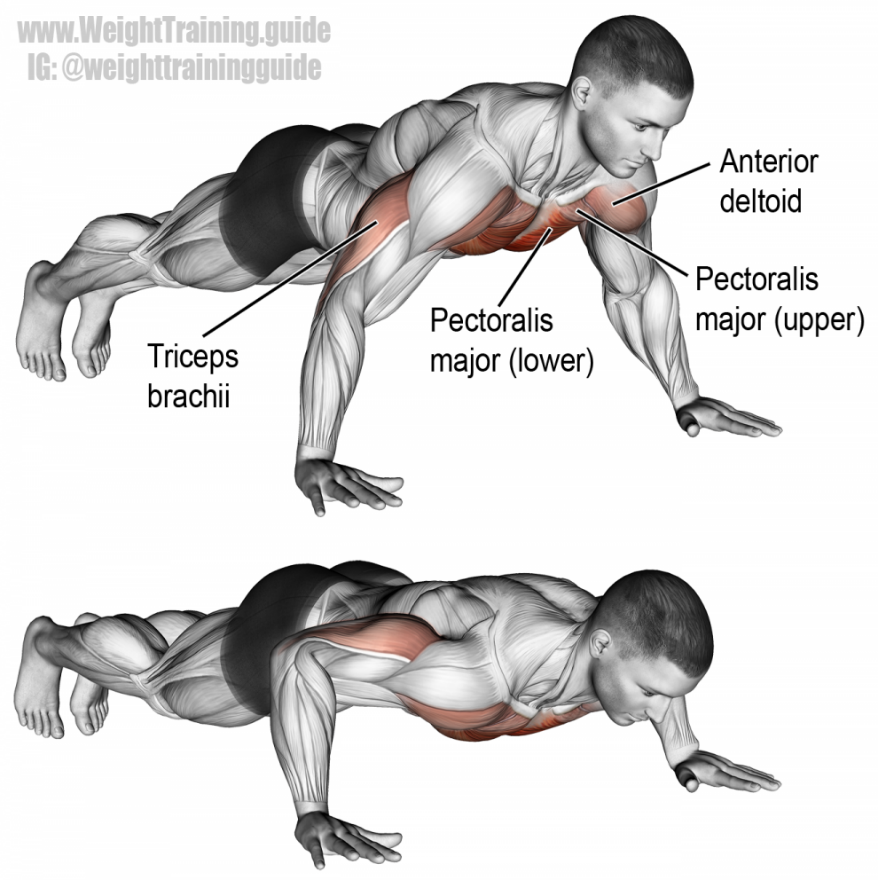 www.WeightTraining.guide
IG: @weighttrainingguide
Anterior
deltoid
Pectoralis
major (upper)
Pectoralis
major (lower)
Triceps
brachii